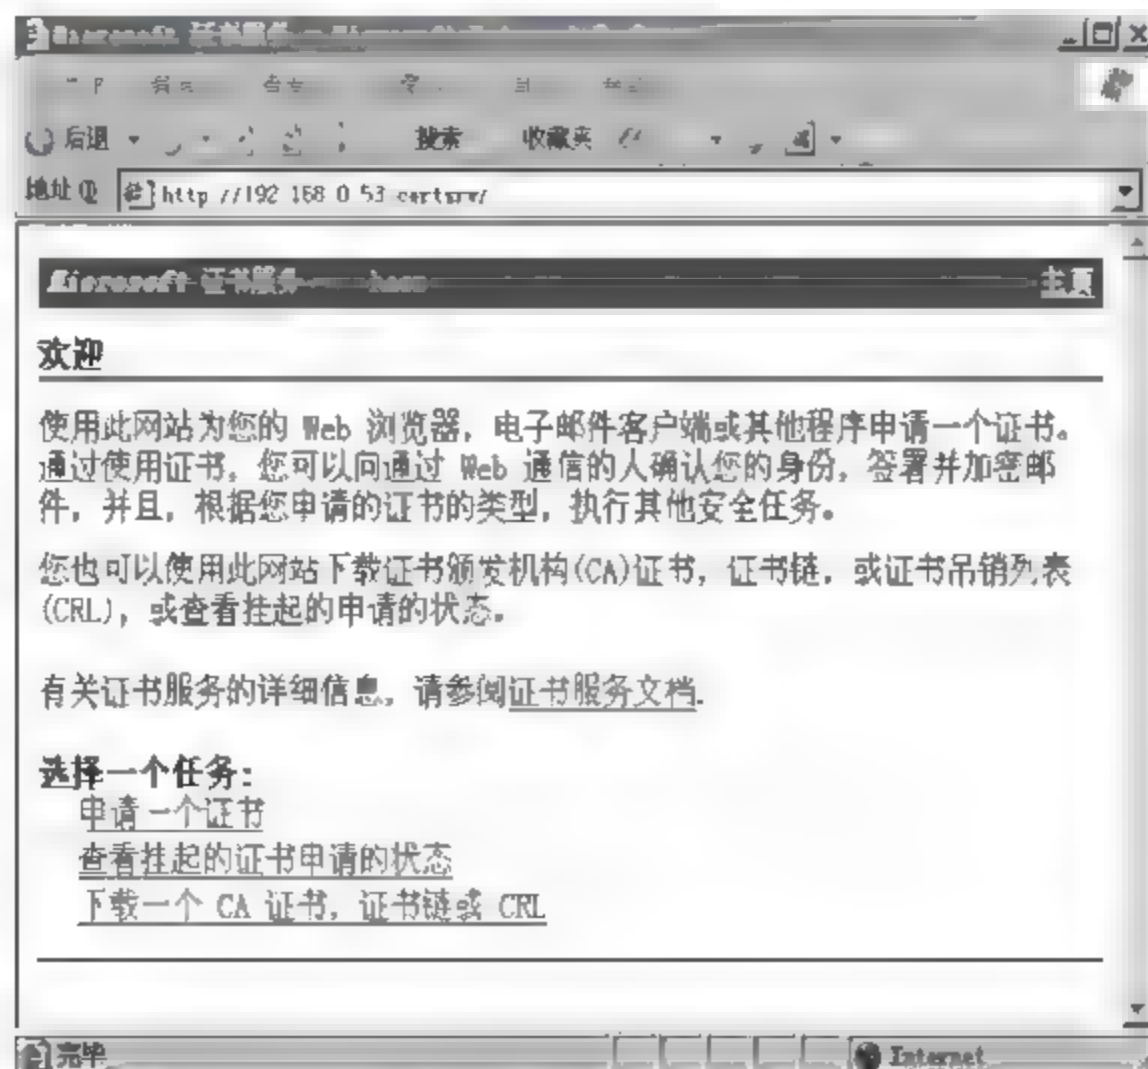 Microsoft 证书服务
后退 搜索 收藏夹
地址(D) http://192.168.0.53/certsrv/
Microsoft 证书服务 主页
欢迎
使用此网站为您的 Web 浏览器，电子邮件客户端或其他程序申请一个证书。
通过使用证书，您可以向通过 Web 通信的人确认您的身份，签署并加密邮
件，并且，根据您申请的证书的类型，执行其他安全任务。
您也可以使用此网站下载证书颁发机构(CA)证书，证书链，或证书吊销列表
(CRL)，或查看挂起的申请的状态。
有关证书服务的详细信息，请参阅证书服务文档.
选择一个任务:
申请一个证书
查看挂起的证书申请的状态
下载一个 CA 证书，证书链或 CRL
完毕 Internet